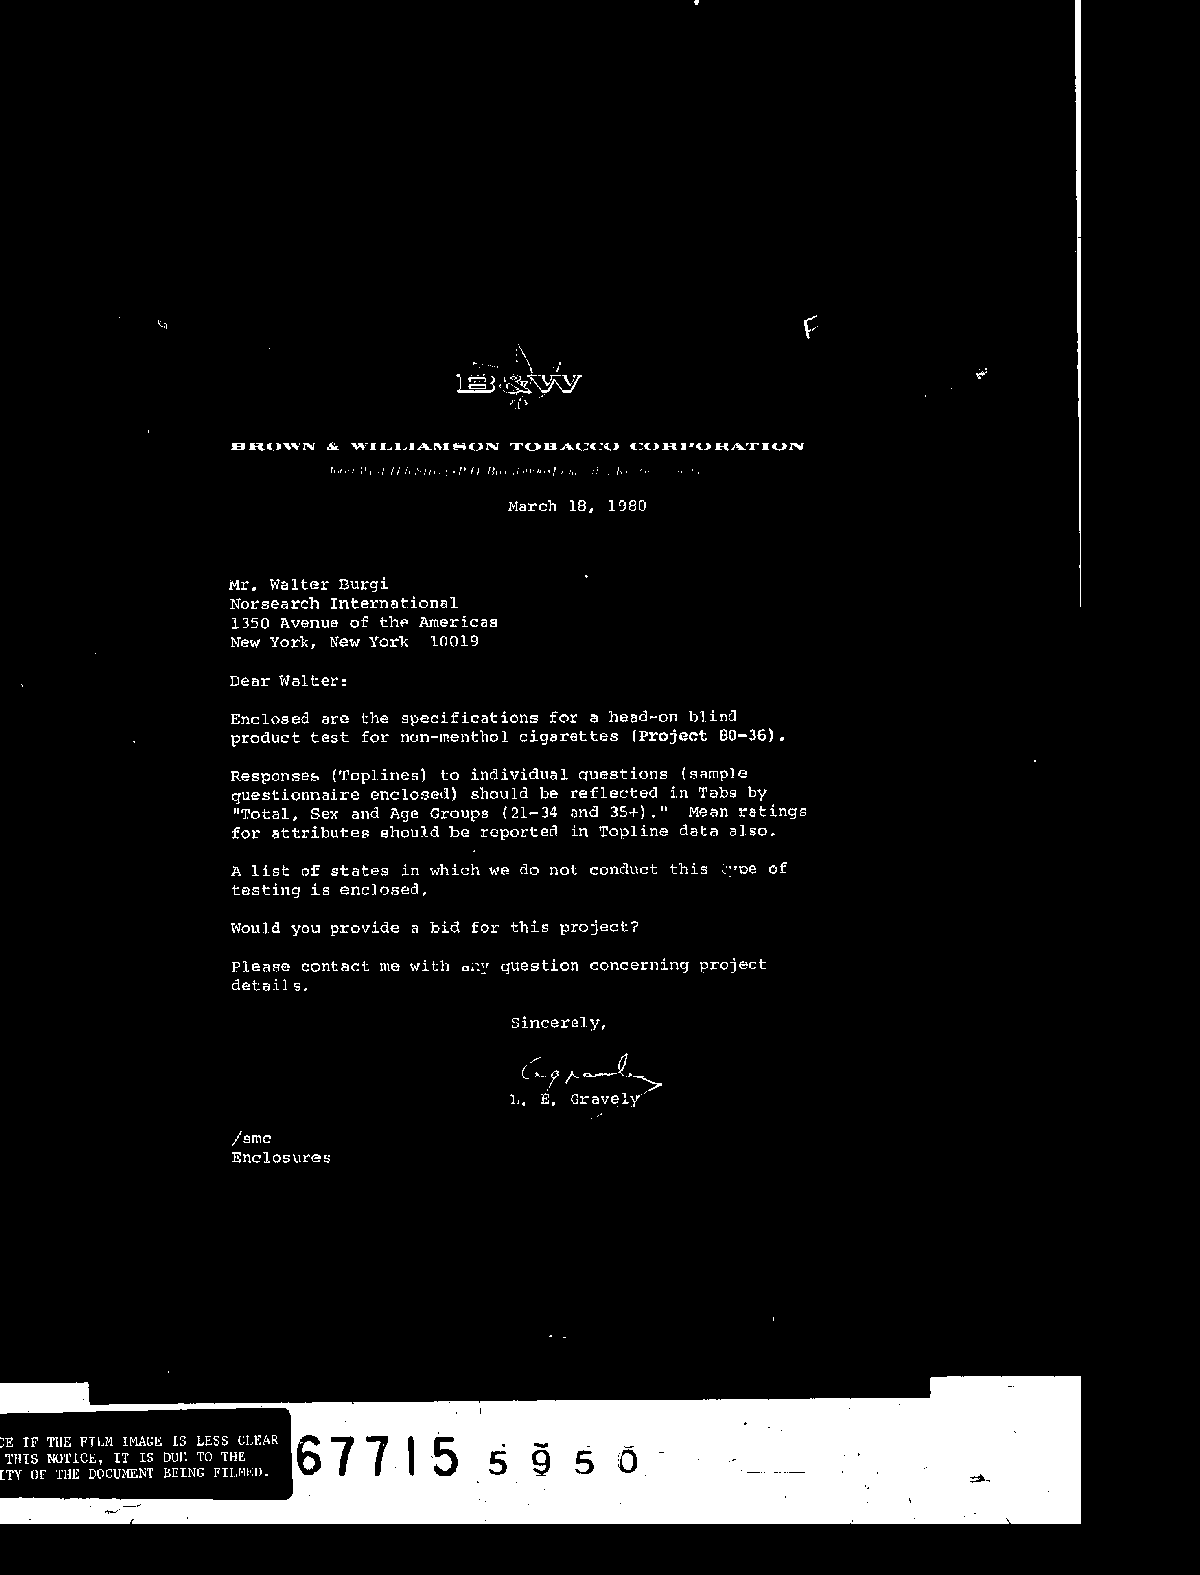 F
B&W
BROWN & WILLIAMSON TOBACCO CORPORATION
March 18, 1980
Mr. Walter Burgi
Norsearch International
1350 Avenue of the Americas
New York, New York 10019
Dear Walter:
Enclosed are the specifications for a head-on blind
product test for non-menthol cigarettes (Project 80-36).
Responses (Toplines) to individual questions (sample
questionnaire enclosed) should be reflected in Tabs by
"Total, Sex and Age Groups (21-34 and 35+)." Mean ratings
for attributes should be reported in Topline data also.
A list of states in which we do not conduct this type of
testing is enclosed.
Would you provide a bid for this project?
Please contact me with any question concerning project
details.
Sincerely,
L. E. Gravely
/smc
Enclosures
CE IF THE FILM IMAGE IS LESS CLEAR
THIS NOTICE, IT IS DUE TO THE
ITY OF THE DOCUMENT BEING FILMED.
67715 5950